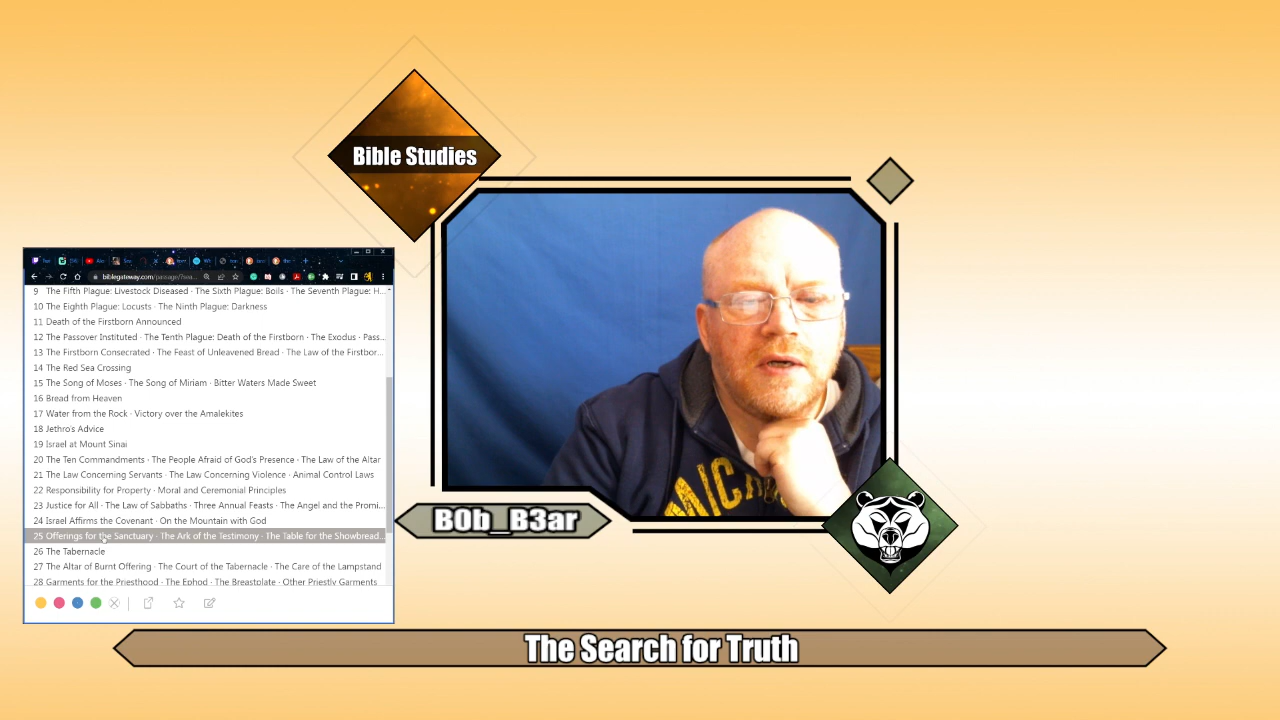 Bible Studies
biblegateway.com/passage/?sea...
9 The Fifth Plague: Livestock Diseased · The Sixth Plague: Boils · The Seventh Plague: H...
10 The Eighth Plague: Locusts · The Ninth Plague: Darkness
11 Death of the Firstborn Announced
12 The Passover Instituted · The Tenth Plague: Death of the Firstborn · The Exodus · Pass...
13 The Firstborn Consecrated · The Feast of Unleavened Bread · The Law of the Firstbor...
14 The Red Sea Crossing
15 The Song of Moses · The Song of Miriam · Bitter Waters Made Sweet
16 Bread from Heaven
17 Water from the Rock · Victory over the Amalekites
18 Jethro's Advice
19 Israel at Mount Sinai
20 The Ten Commandments · The People Afraid of God's Presence · The Law of the Altar
21 The Law Concerning Servants · The Law Concerning Violence · Animal Control Laws
22 Responsibility for Property · Moral and Ceremonial Principles
23 Justice for All · The Law of Sabbaths · Three Annual Feasts · The Angel and the Promi...
24 Israel Affirms the Covenant · On the Mountain with God
25 Offerings for the Sanctuary · The Ark of the Testimony · The Table for the Showbread...
26 The Tabernacle
27 The Altar of Burnt Offering · The Court of the Tabernacle · The Care of the Lampstand
28 Garments for the Priesthood · The Ephod · The Breastplate · Other Priestly Garments
MICH
B0b_B3ar
The Search for Truth